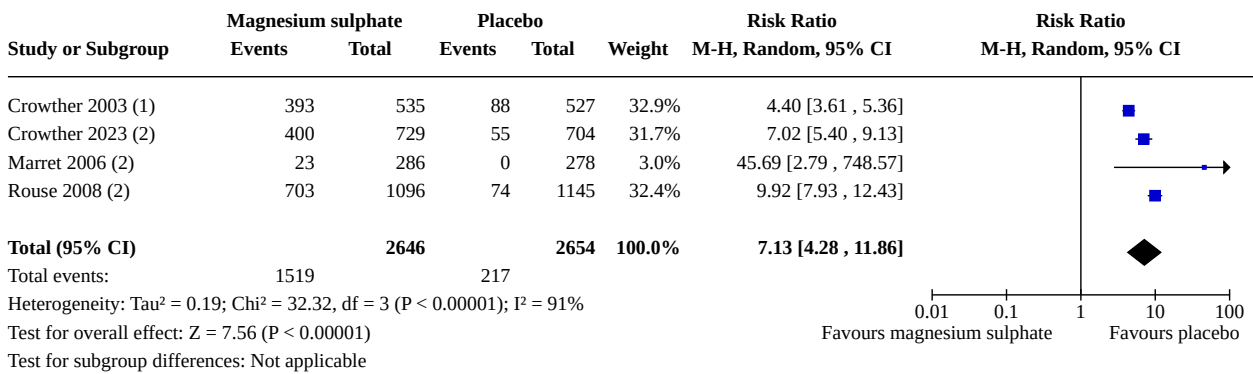 Magnesium sulphate Placebo Risk Ratio Risk Ratio
Study or Subgroup Events Total Events Total Weight M-H, Random, 95% CI M-H, Random, 95% CI
Crowther 2003 (1) 393 535 88 527 32.9% 4.40 [3.61 , 5.36]
Crowther 2023 (2) 400 729 55 704 31.7% 7.02 [5.40 , 9.13]
Marret 2006 (2) 23 286 0 278 3.0% 45.69 [2.79 , 748.57]
Rouse 2008 (2) 703 1096 74 1145 32.4% 9.92 [7.93 , 12.43]
Total (95% CI) 2646 2654 100.0% 7.13 [4.28 , 11.86]
Total events: 1519 217
Heterogeneity: Tau² = 0.19; Chi² = 32.32, df = 3 (P < 0.00001); I² = 91%
0.01 0.1 1 10 100
Test for overall effect: Z = 7.56 (P < 0.00001)
Favours magnesium sulphate Favours placebo
Test for subgroup differences: Not applicable